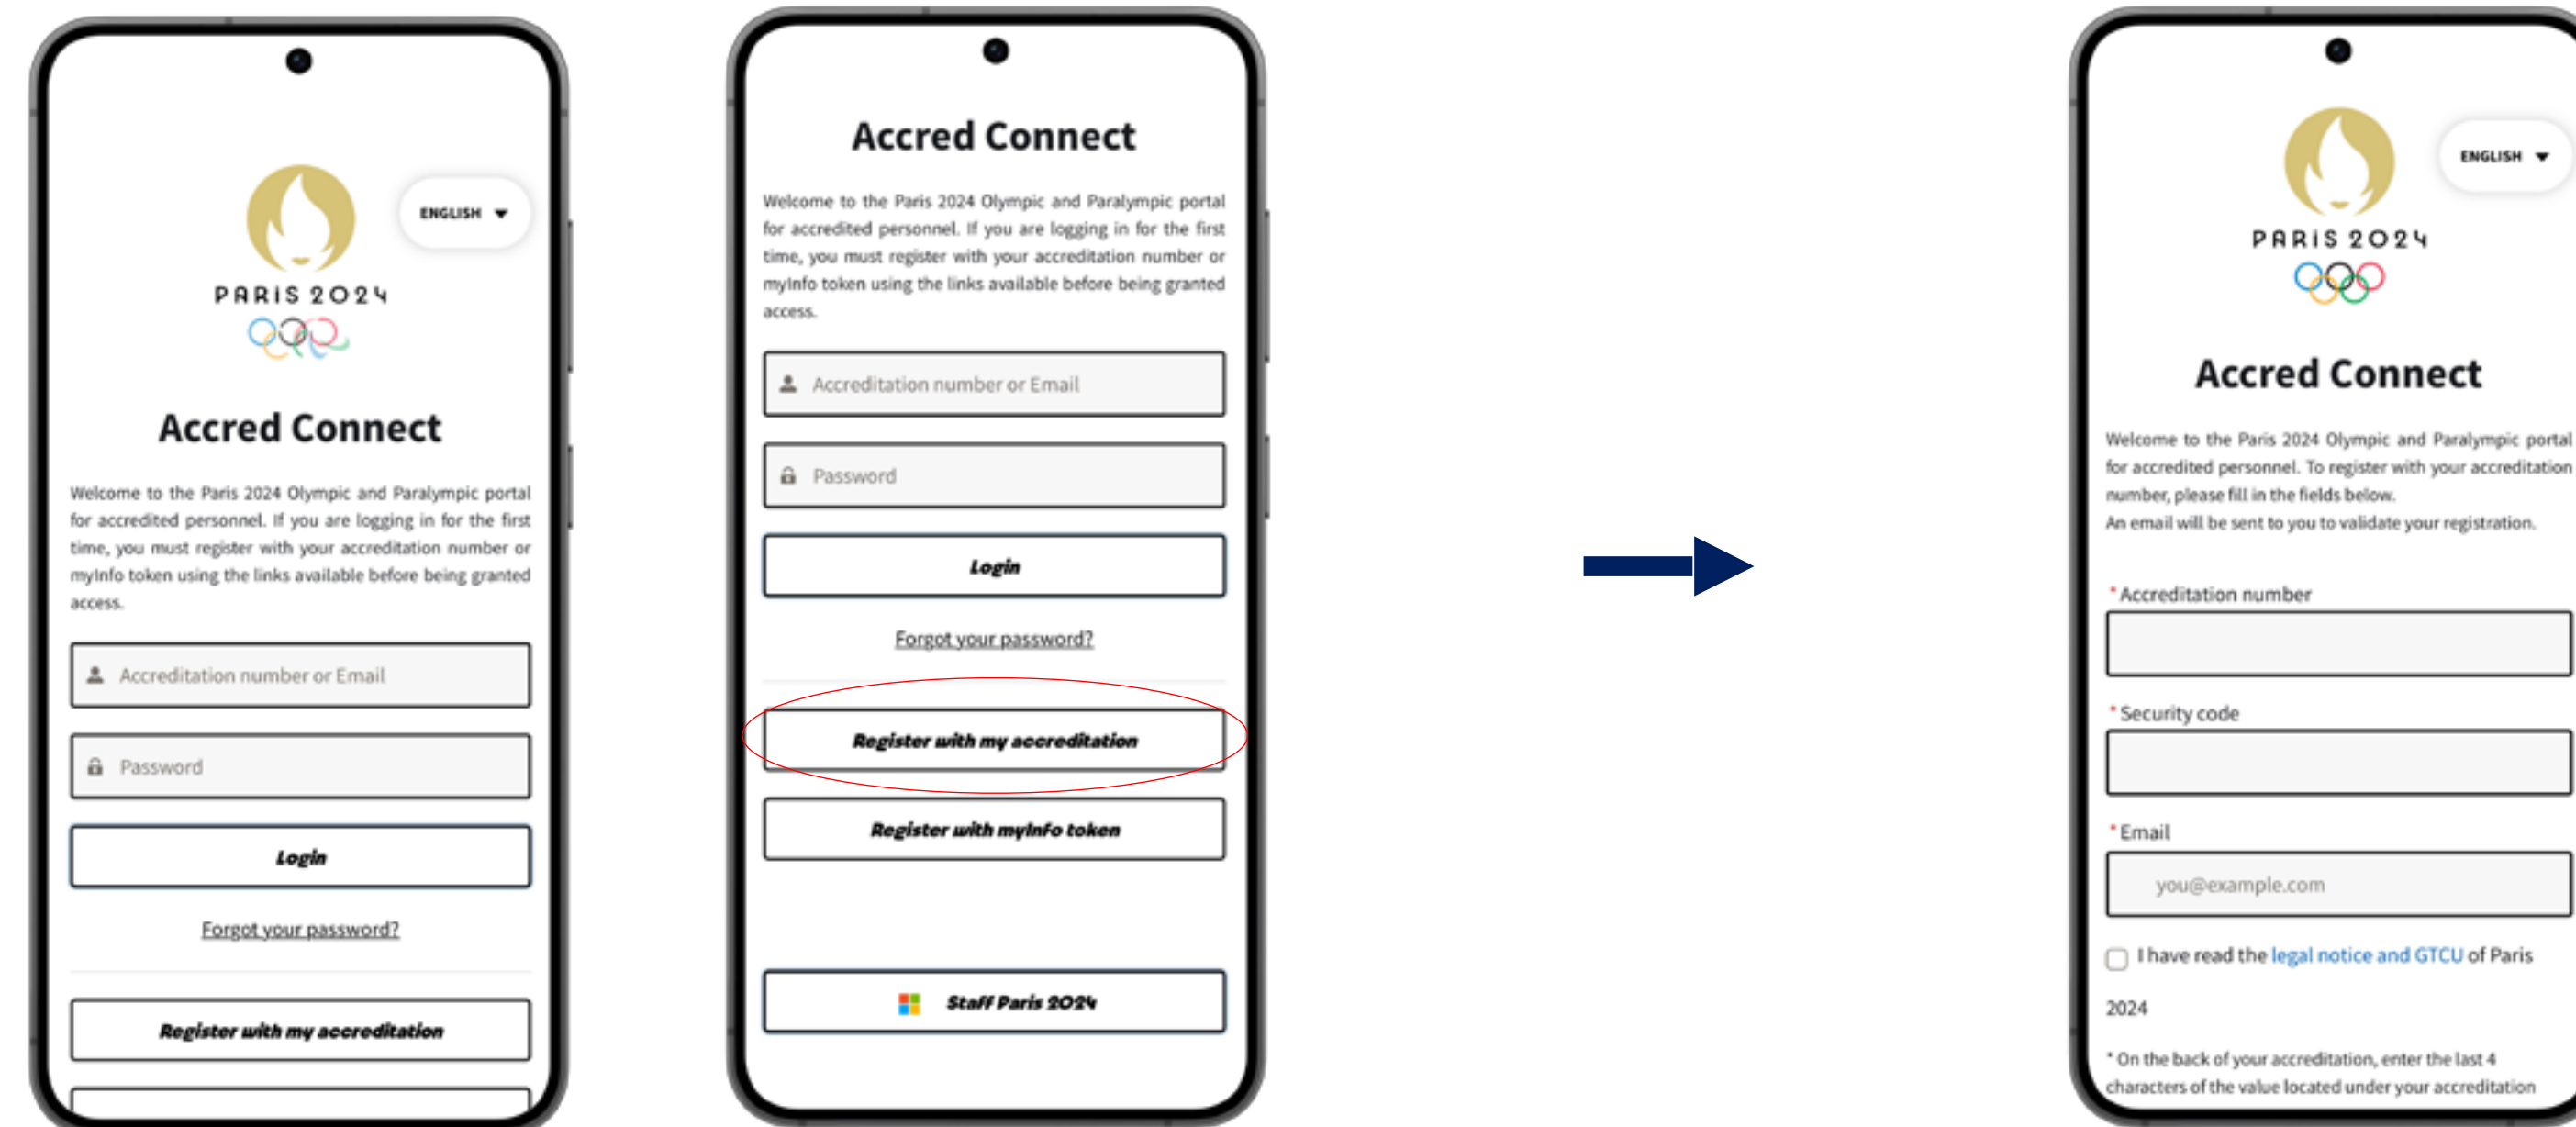 ENGLISH
PARIS 2024
Accred Connect
Welcome to the Paris 2024 Olympic and Paralympic portal
for accredited personnel. If you are logging in for the first
time, you must register with your accreditation number or
myInfo token using the links available before being granted
access.
Accreditation number or Email
Password
Login
Forgot your password?
Register with my accreditation
Accred Connect
Welcome to the Paris 2024 Olympic and Paralympic portal
for accredited personnel. If you are logging in for the first
time, you must register with your accreditation number or
myInfo token using the links available before being granted
access.
Accreditation number or Email
Password
Login
Forgot your password?
Register with my accreditation
Register with myInfo token
Staff Paris 2024
ENGLISH
PARIS 2024
Accred Connect
Welcome to the Paris 2024 Olympic and Paralympic portal
for accredited personnel. To register with your accreditation
number, please fill in the fields below.
An email will be sent to you to validate your registration.
* Accreditation number
* Security code
* Email
you@example.com
I have read the legal notice and GTCU of Paris
2024
* On the back of your accreditation, enter the last 4
characters of the value located under your accreditation